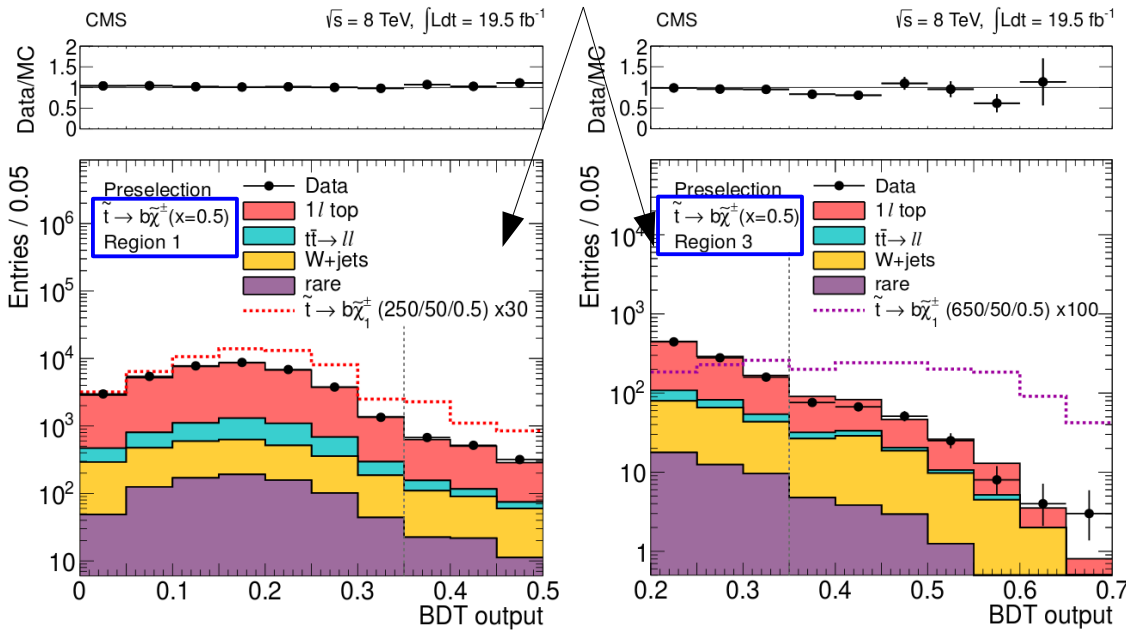 CMS
√s = 8 TeV, ∫Ldt = 19.5 fb⁻¹
Data/MC
2
1.5
1
0.5
0
Entries / 0.05
10⁶
10⁵
10⁴
10³
10²
10
Preselection
t̃ → bχ̃± (x=0.5)
Region 1
Data
1l top
tt̄→ ll
W+jets
rare
t̃ → bχ̃₁± (250/50/0.5) x30
0 0.1 0.2 0.3 0.4 0.5
BDT output
CMS
√s = 8 TeV, ∫Ldt = 19.5 fb⁻¹
Data/MC
2
1.5
1
0.5
0
Entries / 0.05
10⁴
10³
10²
10
1
Preselection
t̃ → bχ̃± (x=0.5)
Region 3
Data
1l top
tt̄→ ll
W+jets
rare
t̃ → bχ̃₁± (650/50/0.5) x100
0.2 0.3 0.4 0.5 0.6 0.7
BDT output